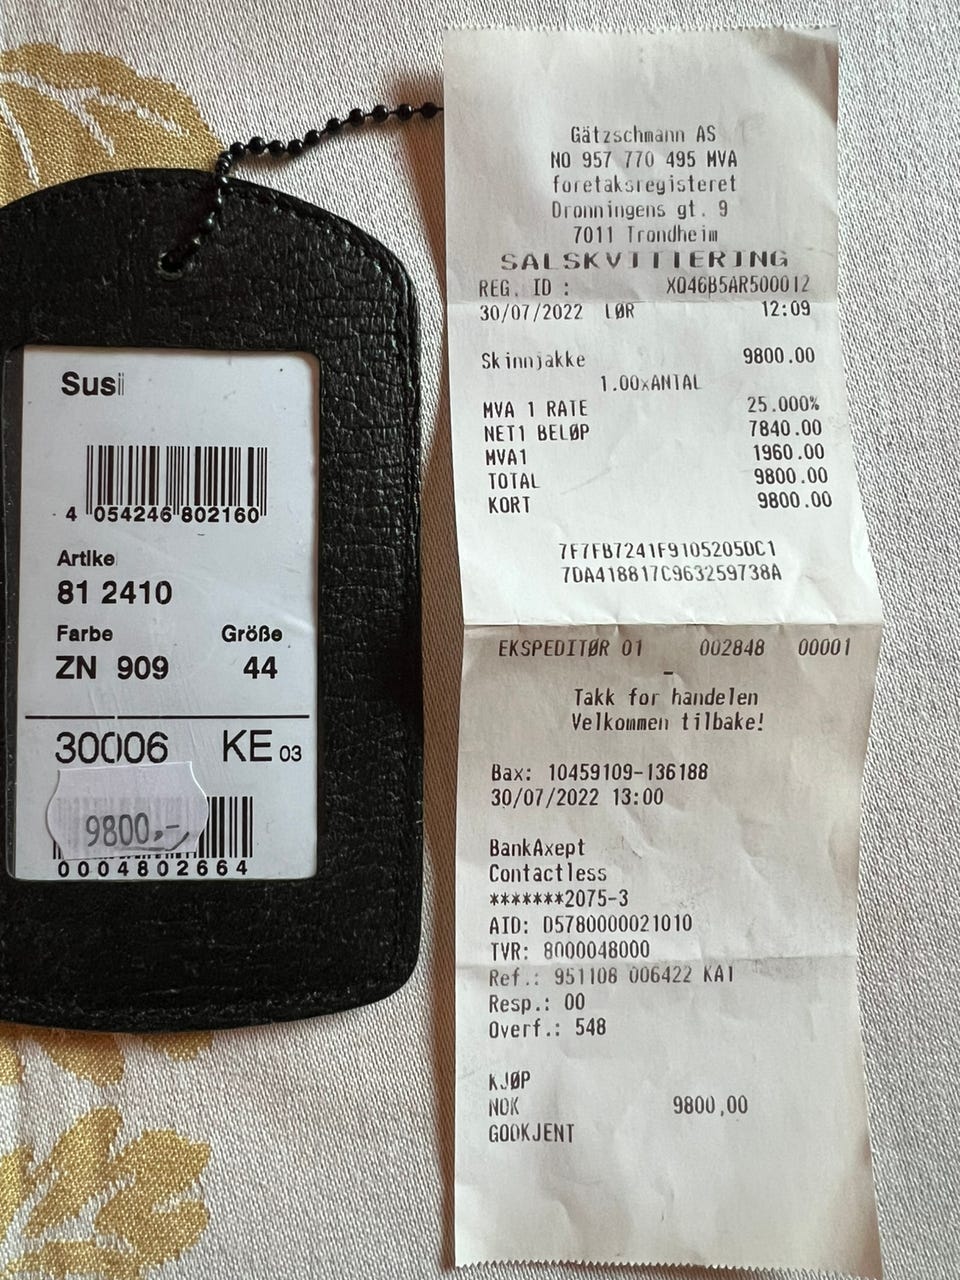 Susi
4 054246 802160
Artike
81 2410
Farbe Größe
ZN 909 44
30006 KE 03
9800,-
0004802664
Gätzschmann AS
NO 957 770 495 MVA
foretaksregisteret
Dronningens gt. 9
7011 Trondheim
SALSKVITTERING
REG. ID : XQ46B5AR500012
30/07/2022 LØR 12:09
Skinnjakke 9800.00
1.00xANTAL
MVA 1 RATE 25.000%
NET1 BELØP 7840.00
MVA1 1960.00
TOTAL 9800.00
KORT 9800.00
7F7FB7241F9105205DC1
7DA418817C963259738A
EKSPEDITØR 01 002848 00001
Takk for handelen
Velkommen tilbake!
Bax: 10459109-136188
30/07/2022 13:00
BankAxept
Contactless
*******2075-3
AID: D5780000021010
TVR: 8000048000
Ref.: 951108 006422 KA1
Resp.: 00
Overf.: 548
KJØP
NOK 9800,00
GODKJENT